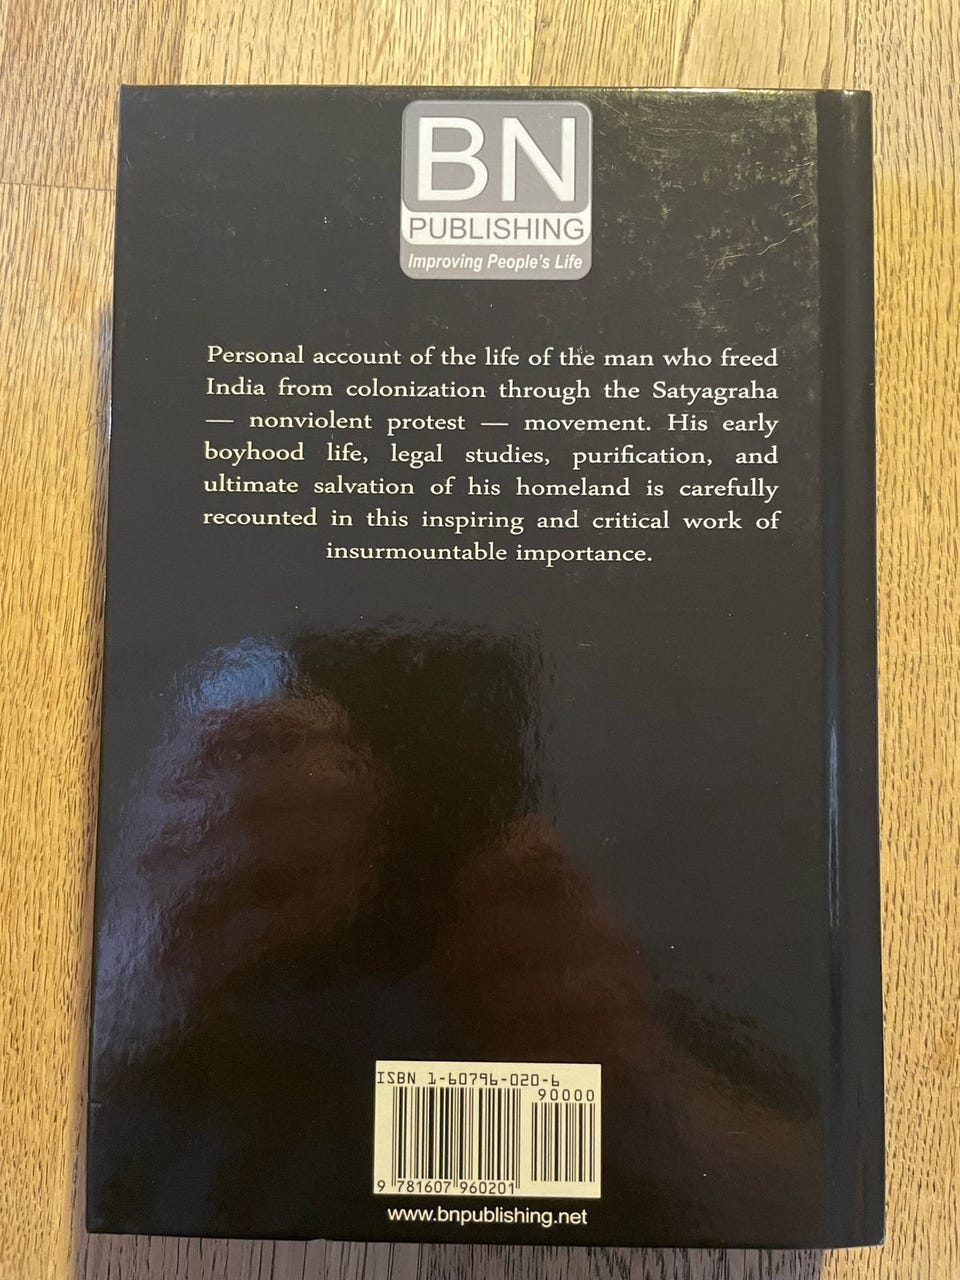 BN
PUBLISHING
Improving People's Life
Personal account of the life of the man who freed
India from colonization through the Satyagraha
— nonviolent protest — movement. His early
boyhood life, legal studies, purification, and
ultimate salvation of his homeland is carefully
recounted in this inspiring and critical work of
insurmountable importance.
ISBN 1-60796-020-6
90000
9 781607 960201
www.bnpublishing.net